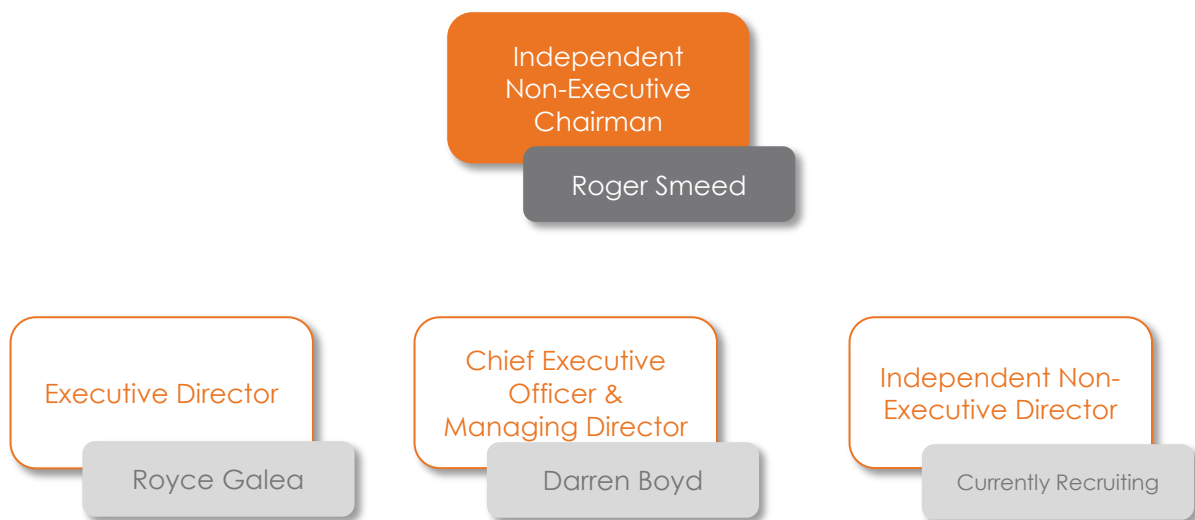 Independent
Non-Executive
Chairman
Roger Smeed
Executive Director
Royce Galea
Chief Executive
Officer &
Managing Director
Darren Boyd
Independent Non-
Executive Director
Currently Recruiting